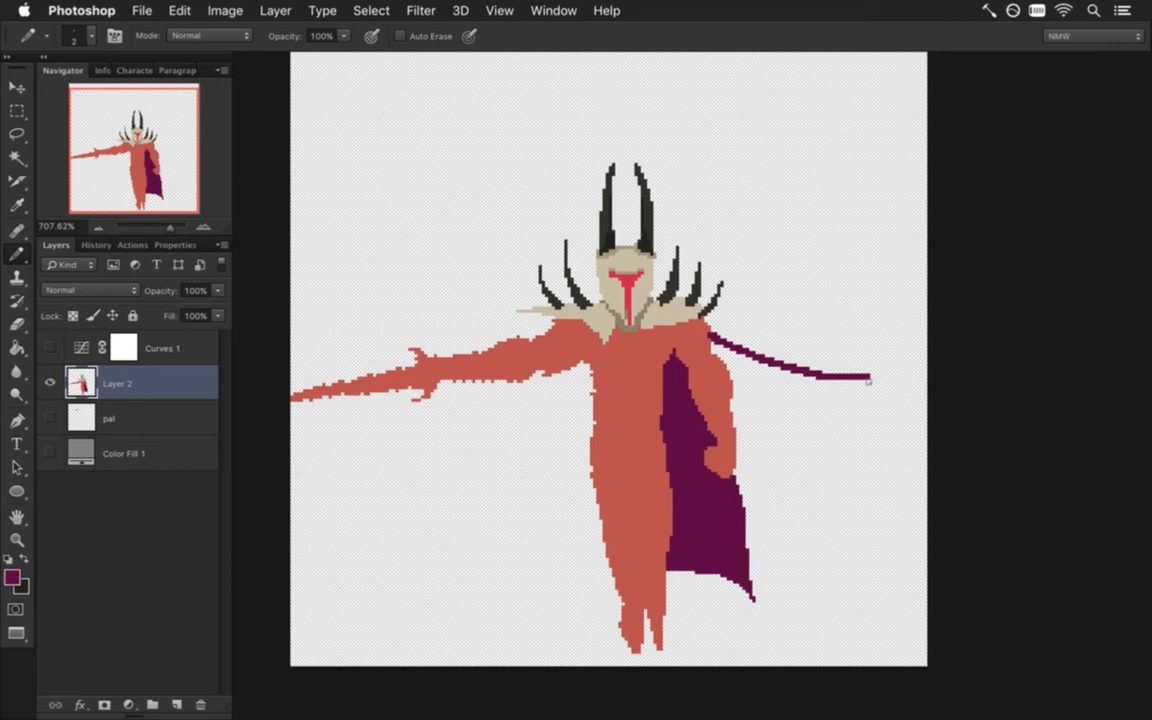 Photoshop File Edit Image Layer Type Select Filter 3D View Window Help
2 Mode: Normal Opacity: 100% Auto Erase NMW
Navigator Info Characte Paragrap
707.62%
Layers History Actions Properties
Kind
Normal Opacity: 100%
Lock: Fill: 100%
Curves 1
Layer 2
pal
Color Fill 1
fx